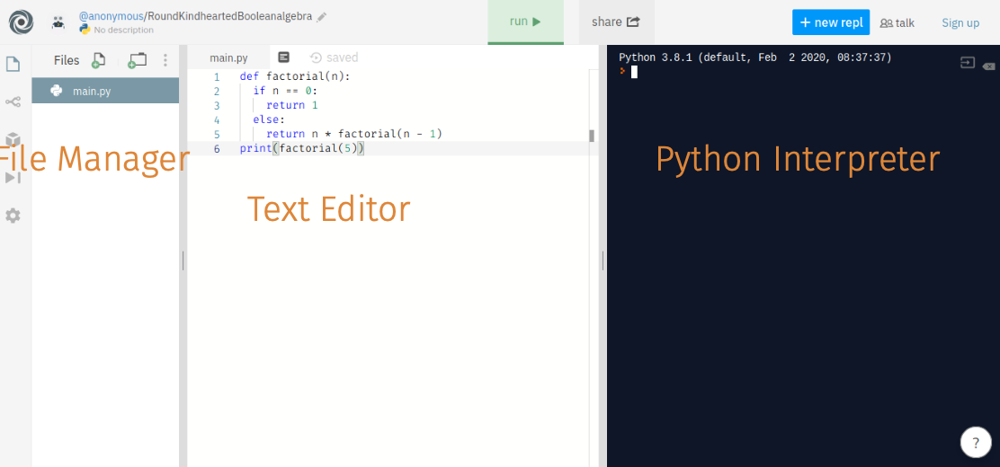 @anonymous/RoundKindheartedBooleanalgebra
No description
run
share
+ new repl
talk
Sign up
Files
main.py
main.py
saved
1 def factorial(n):
2 if n == 0:
3 return 1
4 else:
5 return n * factorial(n - 1)
6 print(factorial(5))
Python 3.8.1 (default, Feb 2 2020, 08:37:37)
File Manager
Text Editor
Python Interpreter
?